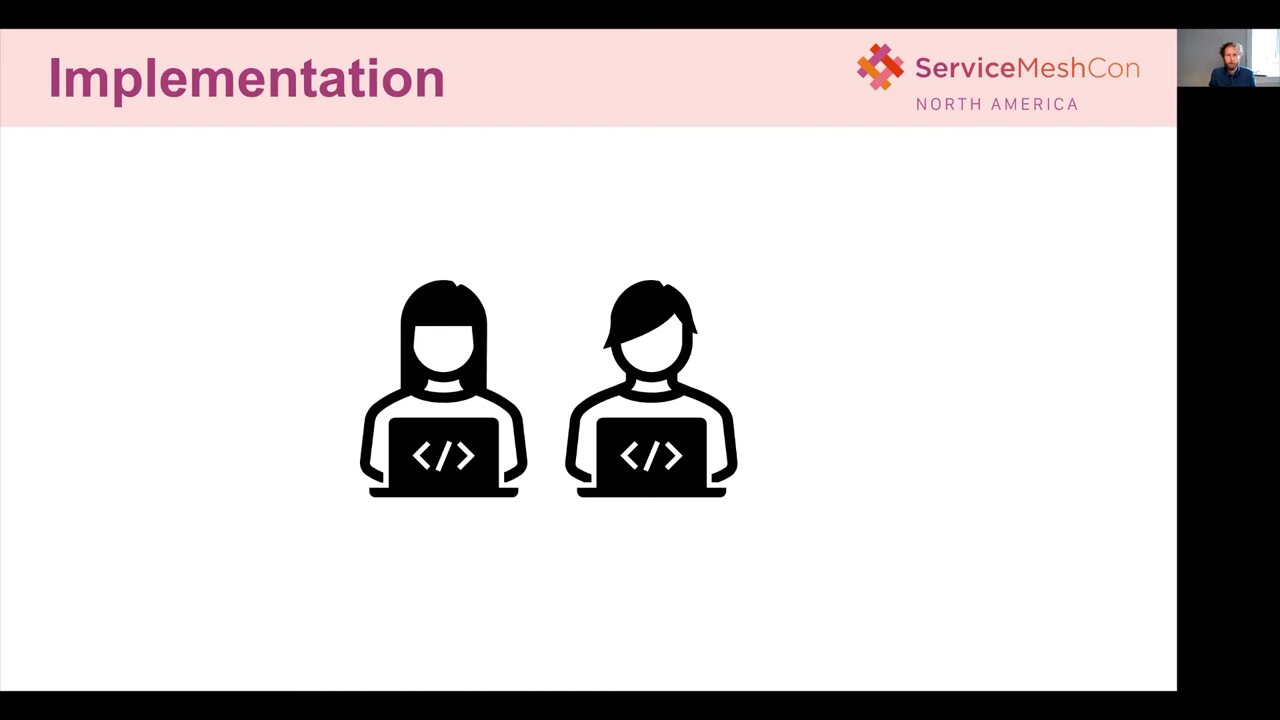 Implementation
ServiceMeshCon
NORTH AMERICA
</>
</>